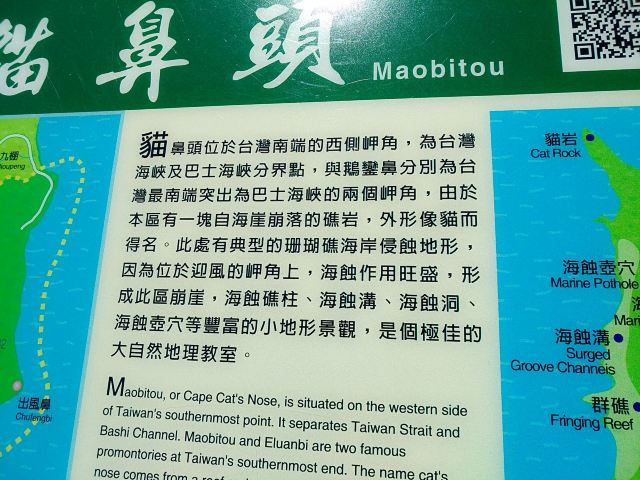 貓鼻頭
Maobitou
九棚
出風鼻
Chufengbi
貓鼻頭位於台灣南端的西側岬角，為台灣
海峽及巴士海峽分界點，與鵝鑾鼻分別為台
灣最南端突出為巴士海峽的兩個岬角，由於
本區有一塊自海崖崩落的礁岩，外形像貓而
得名。此處有典型的珊瑚礁海岸侵蝕地形，
因為位於迎風的岬角上，海蝕作用旺盛，形
成此區崩崖，海蝕礁柱、海蝕溝、海蝕洞、
海蝕壺穴等豐富的小地形景觀，是個極佳的
大自然地理教室。
Maobitou, or Cape Cat's Nose, is situated on the western side
of Taiwan's southernmost point. It separates Taiwan Strait and
Bashi Channel. Maobitou and Eluanbi are two famous
promontories at Taiwan's southernmost end. The name cat's
nose comes from a
貓岩
Cat Rock
海蝕壺穴
Marine Pothole
海蝕溝
Surged
Groove Channels
群礁
Fringing Reef